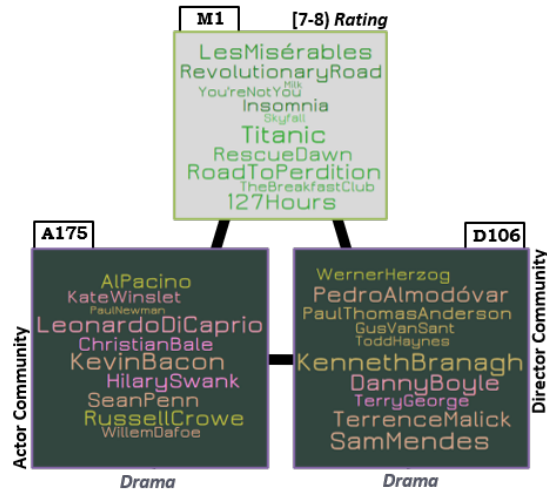 M1
[7-8) Rating
LesMisérables
RevolutionaryRoad
Milk
You'reNotYou
Insomnia
Skyfall
Titanic
RescueDawn
RoadToPerdition
TheBreakfastClub
127Hours
A175
Actor Community
AlPacino
KateWinslet
PaulNewman
LeonardoDiCaprio
ChristianBale
KevinBacon
HilarySwank
SeanPenn
RussellCrowe
WillemDafoe
Drama
D106
WernerHerzog
PedroAlmodóvar
PaulThomasAnderson
GusVanSant
ToddHaynes
KennethBranagh
DannyBoyle
TerryGeorge
TerrenceMalick
SamMendes
Director Community
Drama